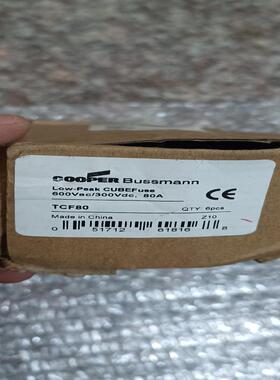 COOPER Bussmann
Low-Peak CUBEFuse
600Vac/300Vdc, 80A
CE
TCF80
QTY: 6pcs
Made in China
Z10
0 51712 61816 8